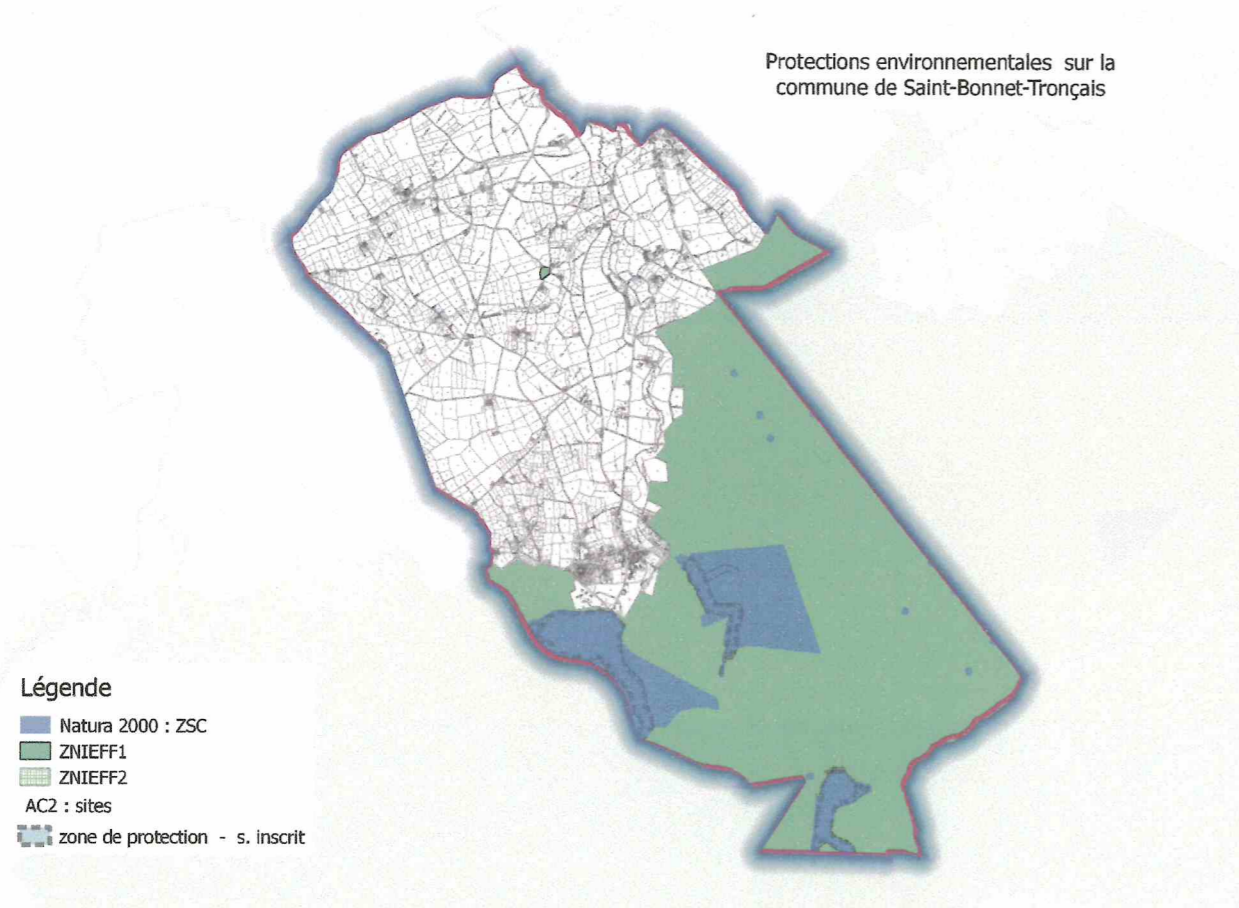 Protections environnementales sur la
commune de Saint-Bonnet-Tronçais
Légende
Natura 2000 : ZSC
ZNIEFF1
ZNIEFF2
AC2 : sites
zone de protection - s. inscrit